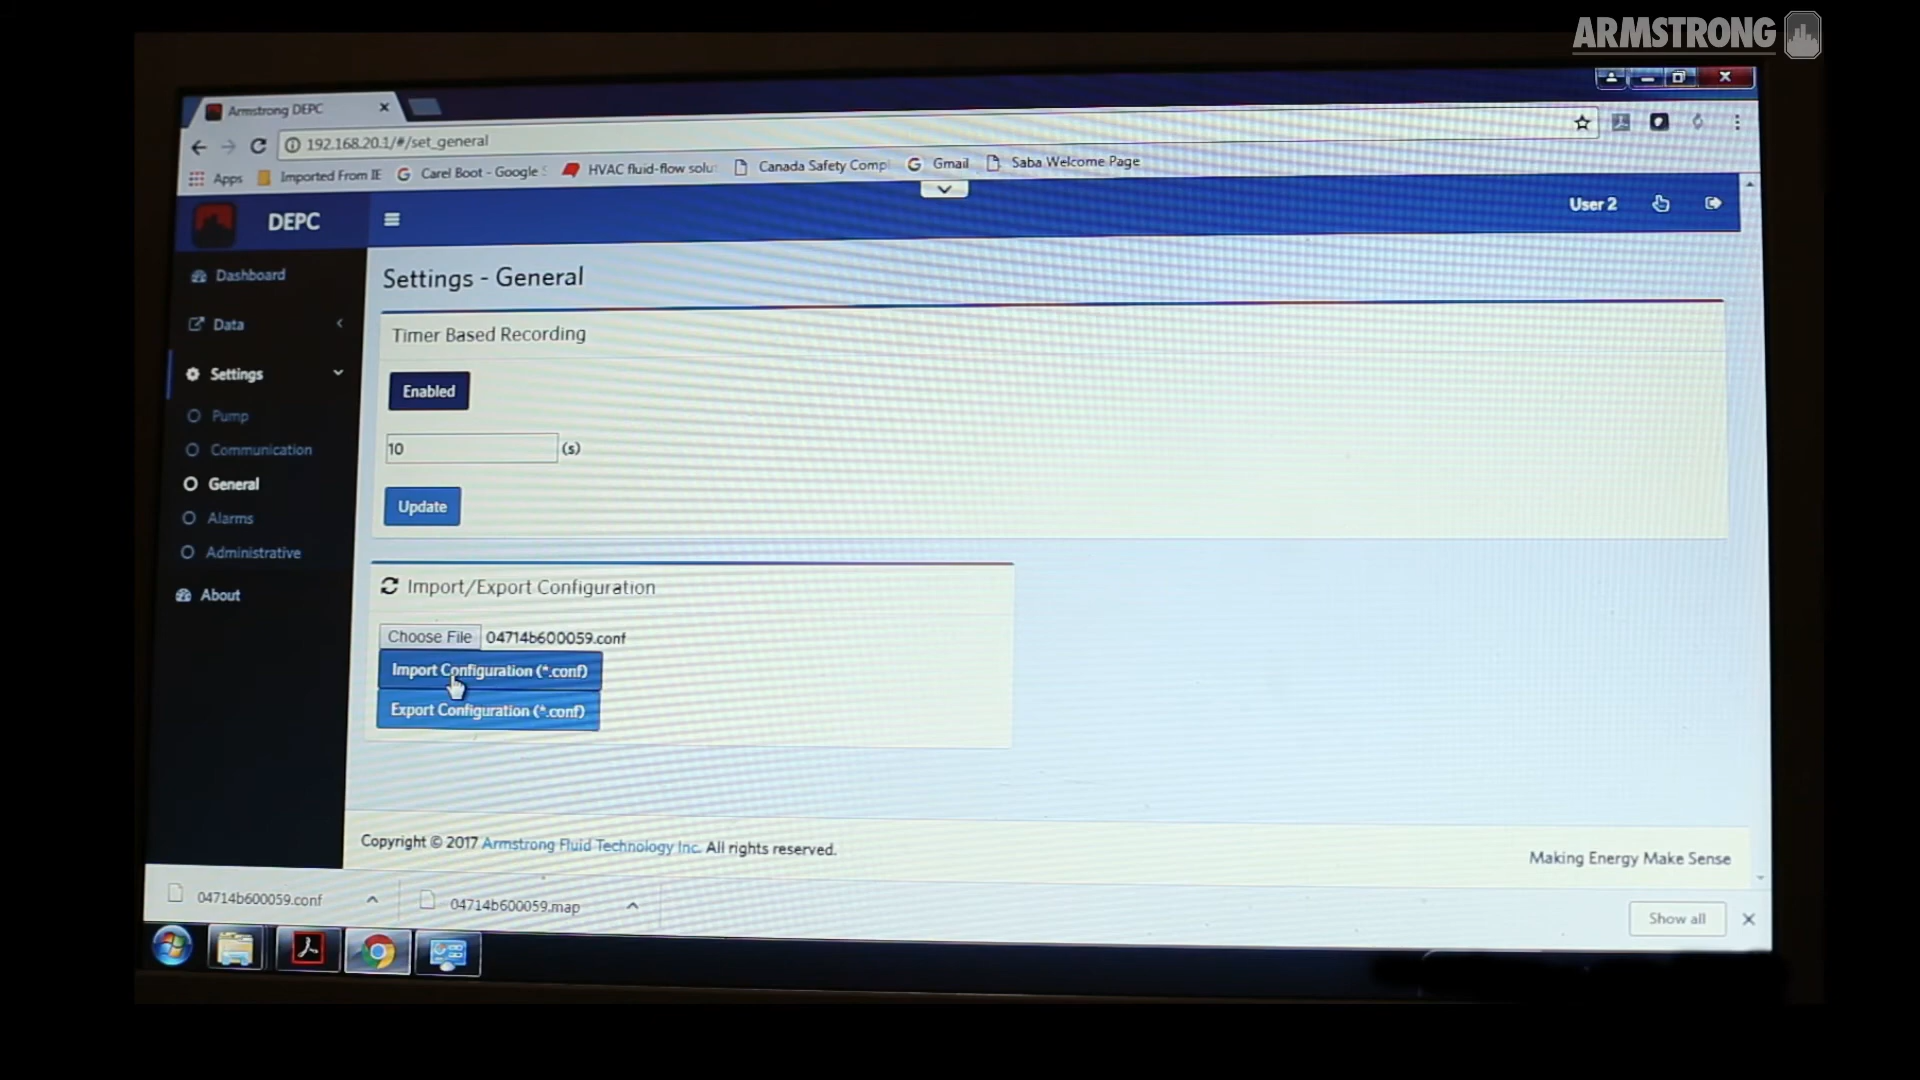 ARMSTRONG
Armstrong DEPC
192.168.20.1/#/set_general
Apps Imported From IE Carel Boot - Google S HVAC fluid-flow solu Canada Safety Compl Gmail Saba Welcome Page
DEPC User 2
Dashboard
Data
Settings
Pump
Communication
General
Alarms
Administrative
About
Settings - General
Timer Based Recording
Enabled
10 (s)
Update
Import/Export Configuration
Choose File 04714b600059.conf
Import Configuration (*.conf)
Export Configuration (*.conf)
Copyright © 2017 Armstrong Fluid Technology Inc. All rights reserved.
Making Energy Make Sense
04714b600059.conf 04714b600059.map Show all